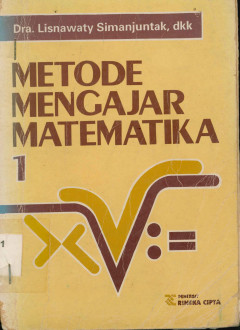 Dra. Lisnawaty Simanjuntak, dkk
METODE
MENGAJAR
MATEMATIKA
1
1
PENERBIT
RINEKA CIPTA